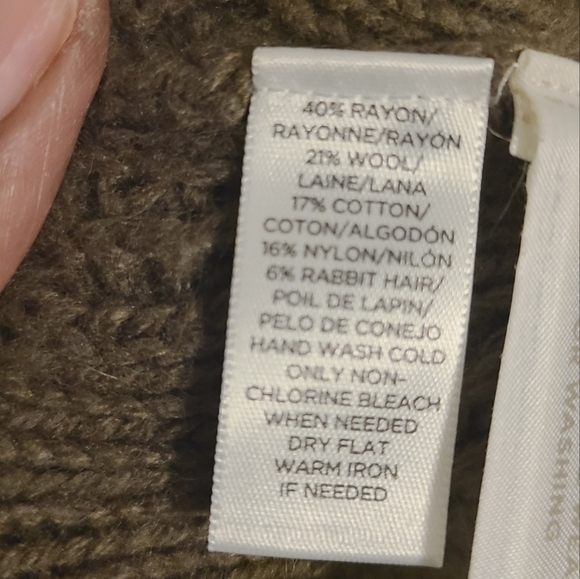 40% RAYON/
RAYONNE/RAYÓN
21% WOOL/
LAINE/LANA
17% COTTON/
COTON/ALGODÓN
16% NYLON/NILÓN
6% RABBIT HAIR/
POIL DE LAPIN/
PELO DE CONEJO
HAND WASH COLD
ONLY NON-
CHLORINE BLEACH
WHEN NEEDED
DRY FLAT
WARM IRON
IF NEEDED
WASHING